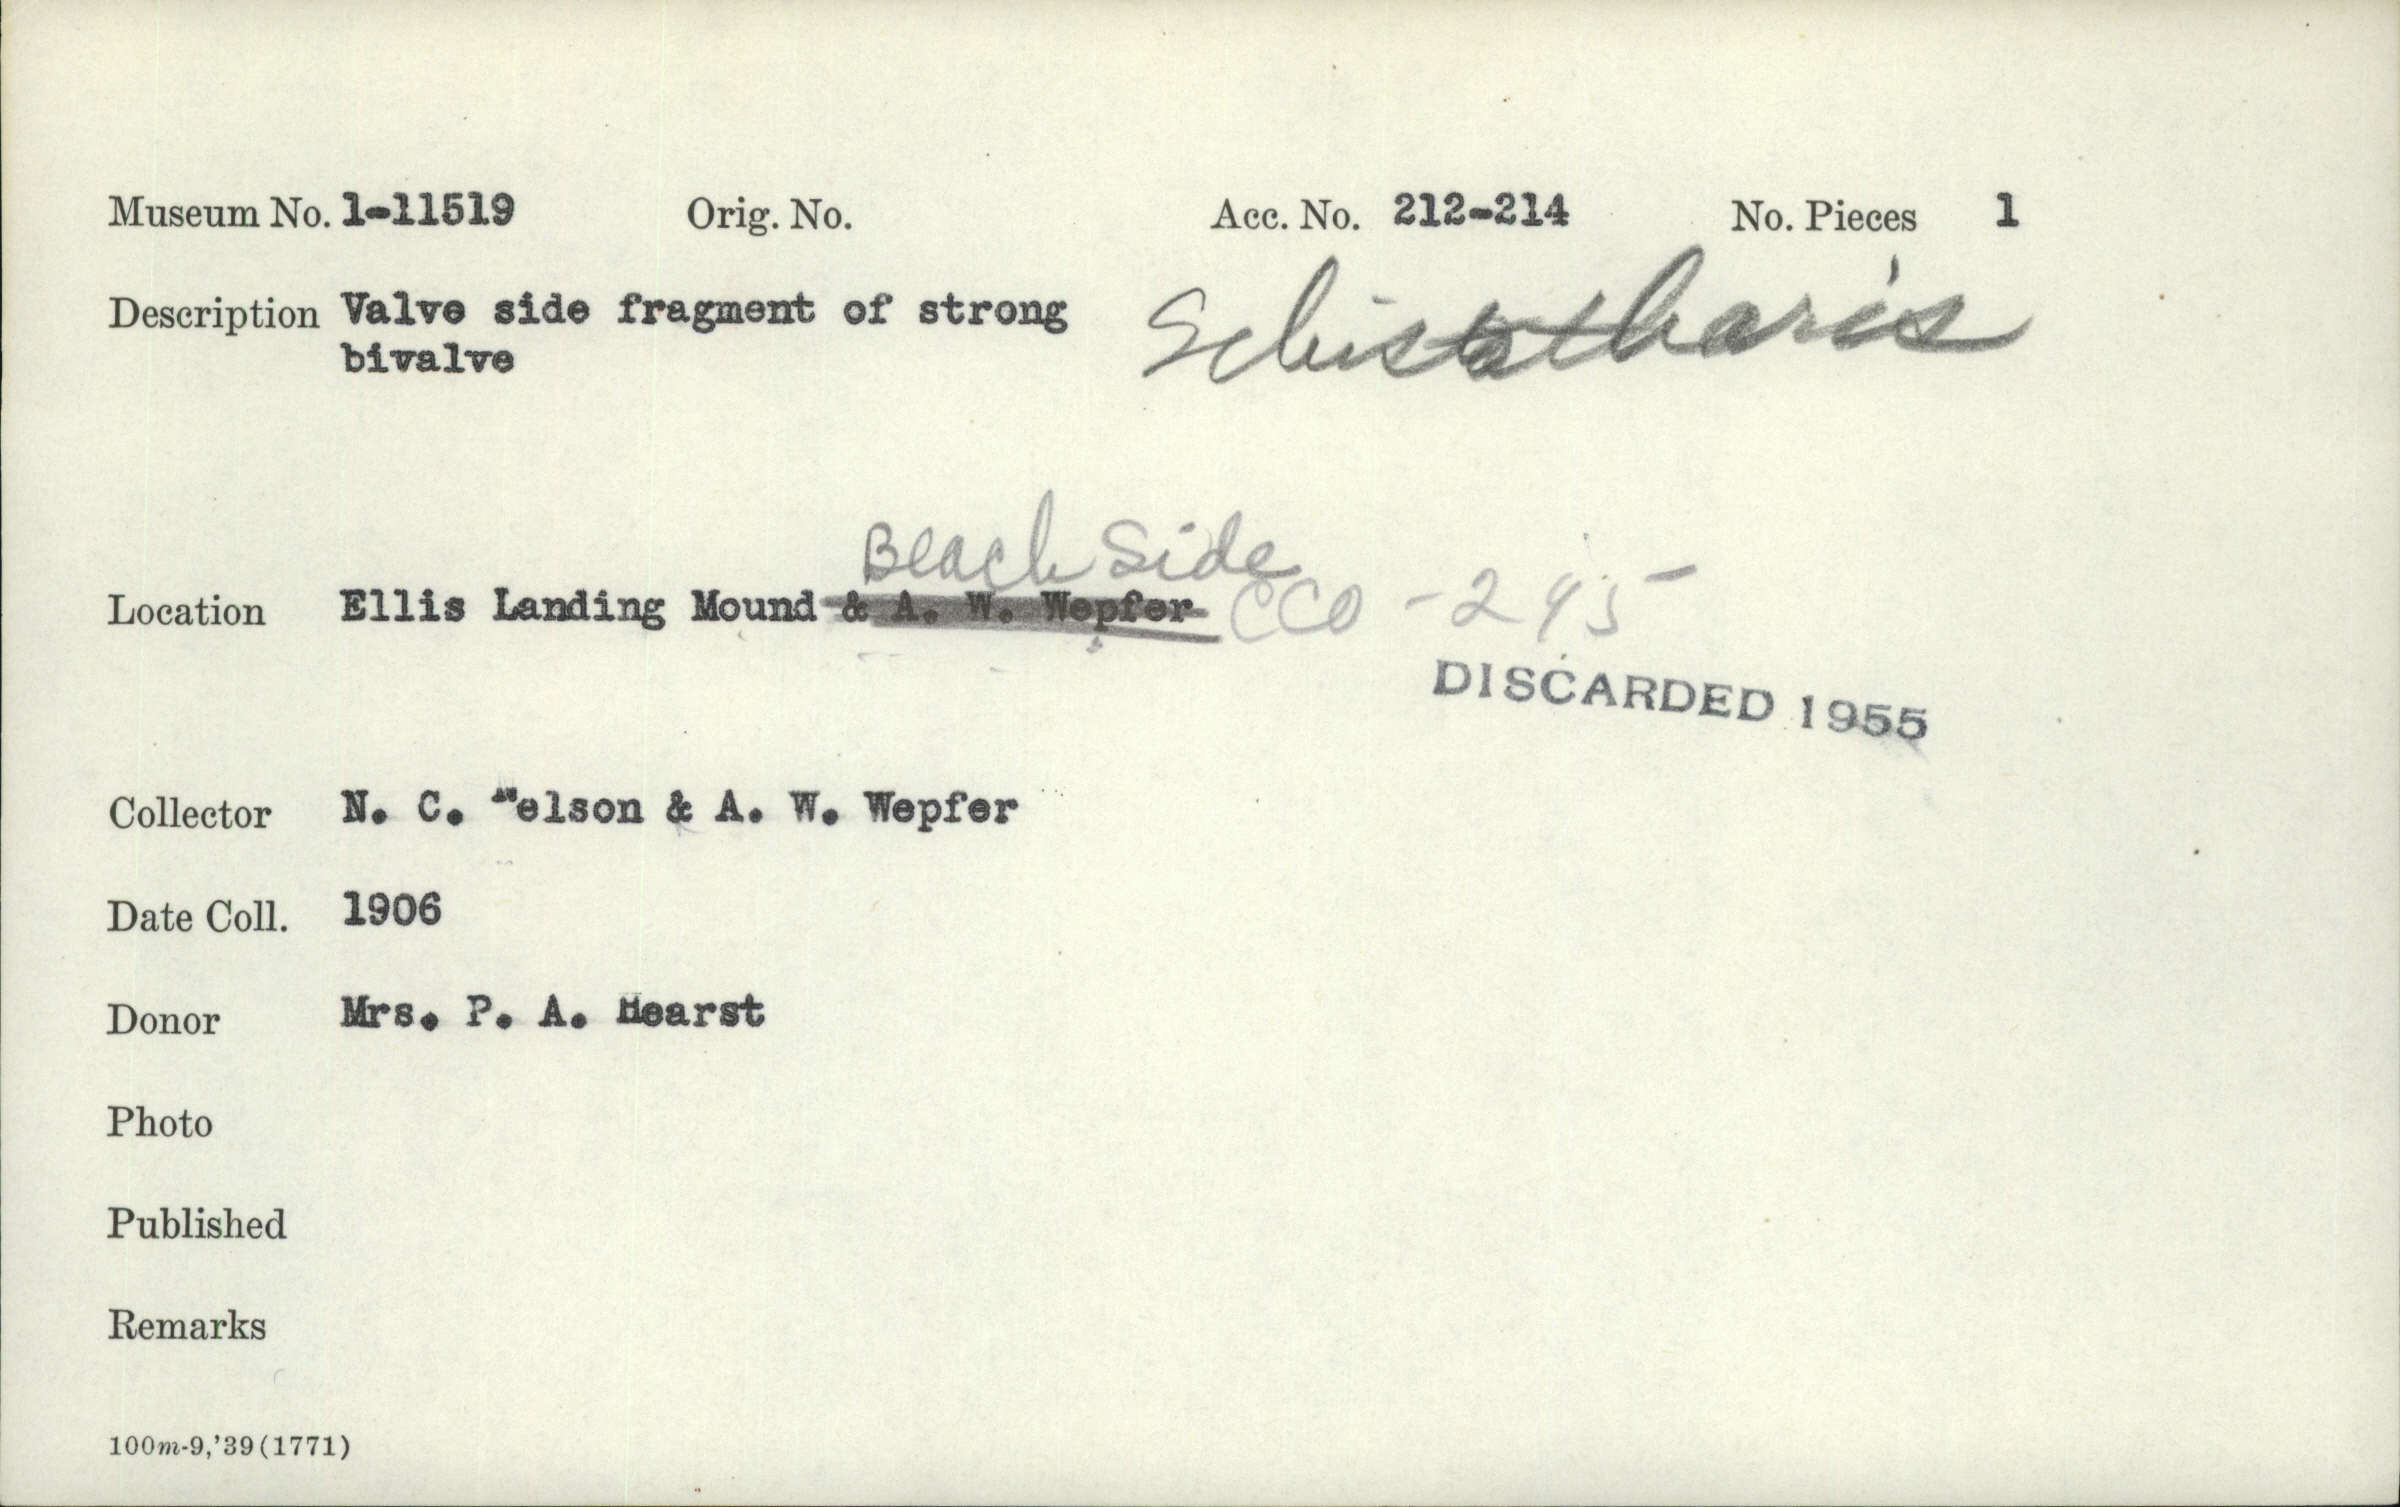 Museum No. 1-11519 Orig. No. Acc. No. 212-214 No. Pieces 1
Description Valve side fragment of strong
bivalve
Schistotharis
Beach Side
Location Ellis Landing Mound & A. W. Wepfer CCO-295
DISCARDED 1955
Collector N. C. Nelson & A. W. Wepfer
Date Coll. 1906
Donor Mrs. P. A. Hearst
Photo
Published
Remarks
100m-9,'39(1771)